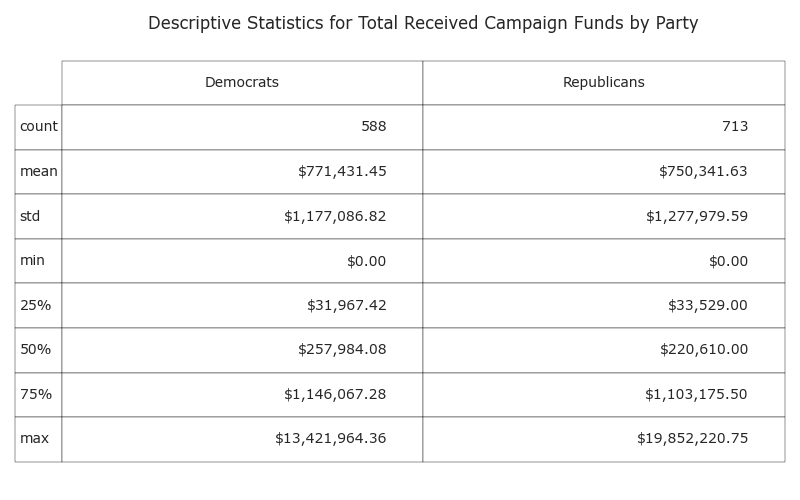 Descriptive Statistics for Total Received Campaign Funds by Party
Democrats Republicans
count 588 713
mean $771,431.45 $750,341.63
std $1,177,086.82 $1,277,979.59
min $0.00 $0.00
25% $31,967.42 $33,529.00
50% $257,984.08 $220,610.00
75% $1,146,067.28 $1,103,175.50
max $13,421,964.36 $19,852,220.75